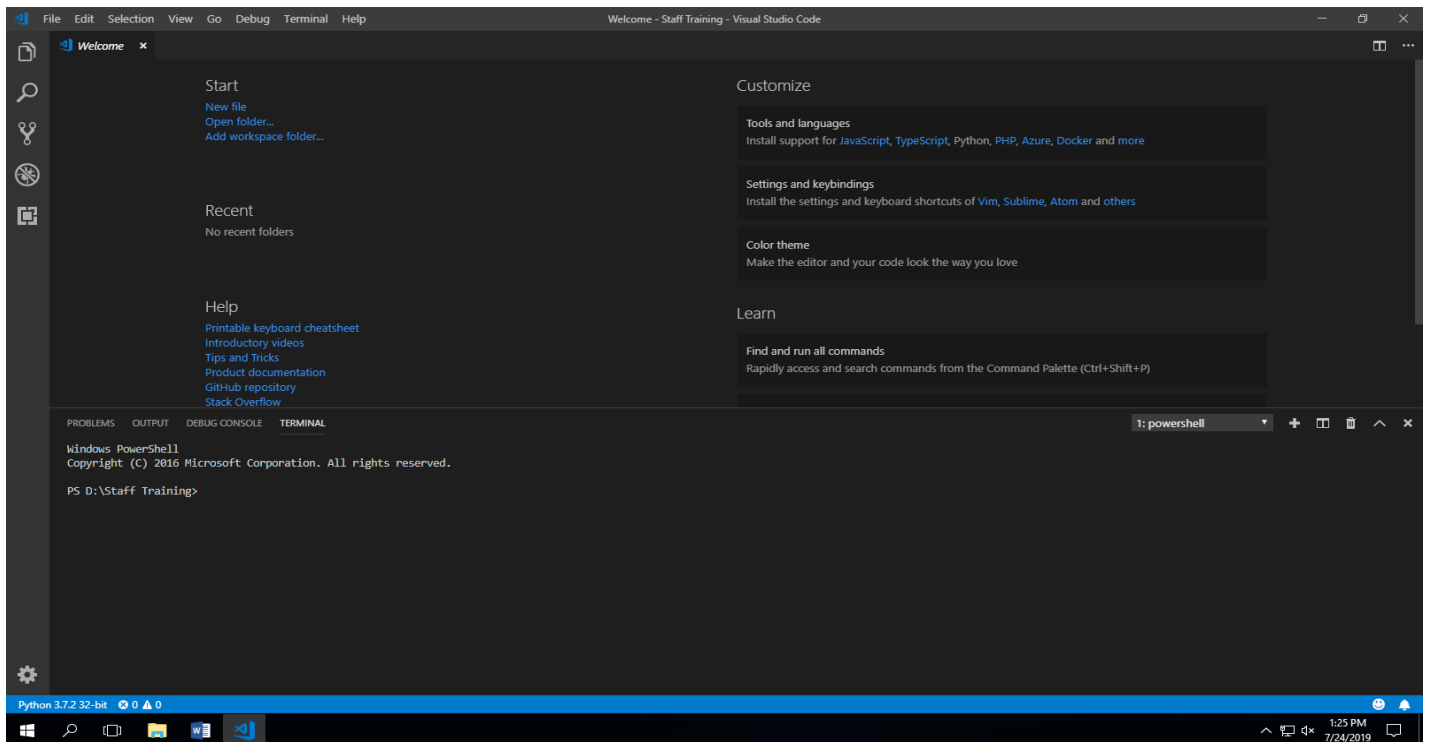 File Edit Selection View Go Debug Terminal Help
Welcome - Staff Training - Visual Studio Code
Welcome
Start
New file
Open folder...
Add workspace folder...
Recent
No recent folders
Help
Printable keyboard cheatsheet
Introductory videos
Tips and Tricks
Product documentation
GitHub repository
Stack Overflow
Customize
Tools and languages
Install support for JavaScript, TypeScript, Python, PHP, Azure, Docker and more
Settings and keybindings
Install the settings and keyboard shortcuts of Vim, Sublime, Atom and others
Color theme
Make the editor and your code look the way you love
Learn
Find and run all commands
Rapidly access and search commands from the Command Palette (Ctrl+Shift+P)
PROBLEMS OUTPUT DEBUG CONSOLE TERMINAL
1: powershell
Windows PowerShell
Copyright (C) 2016 Microsoft Corporation. All rights reserved.
PS D:\Staff Training>
Python 3.7.2 32-bit 0 0
1:25 PM
7/24/2019